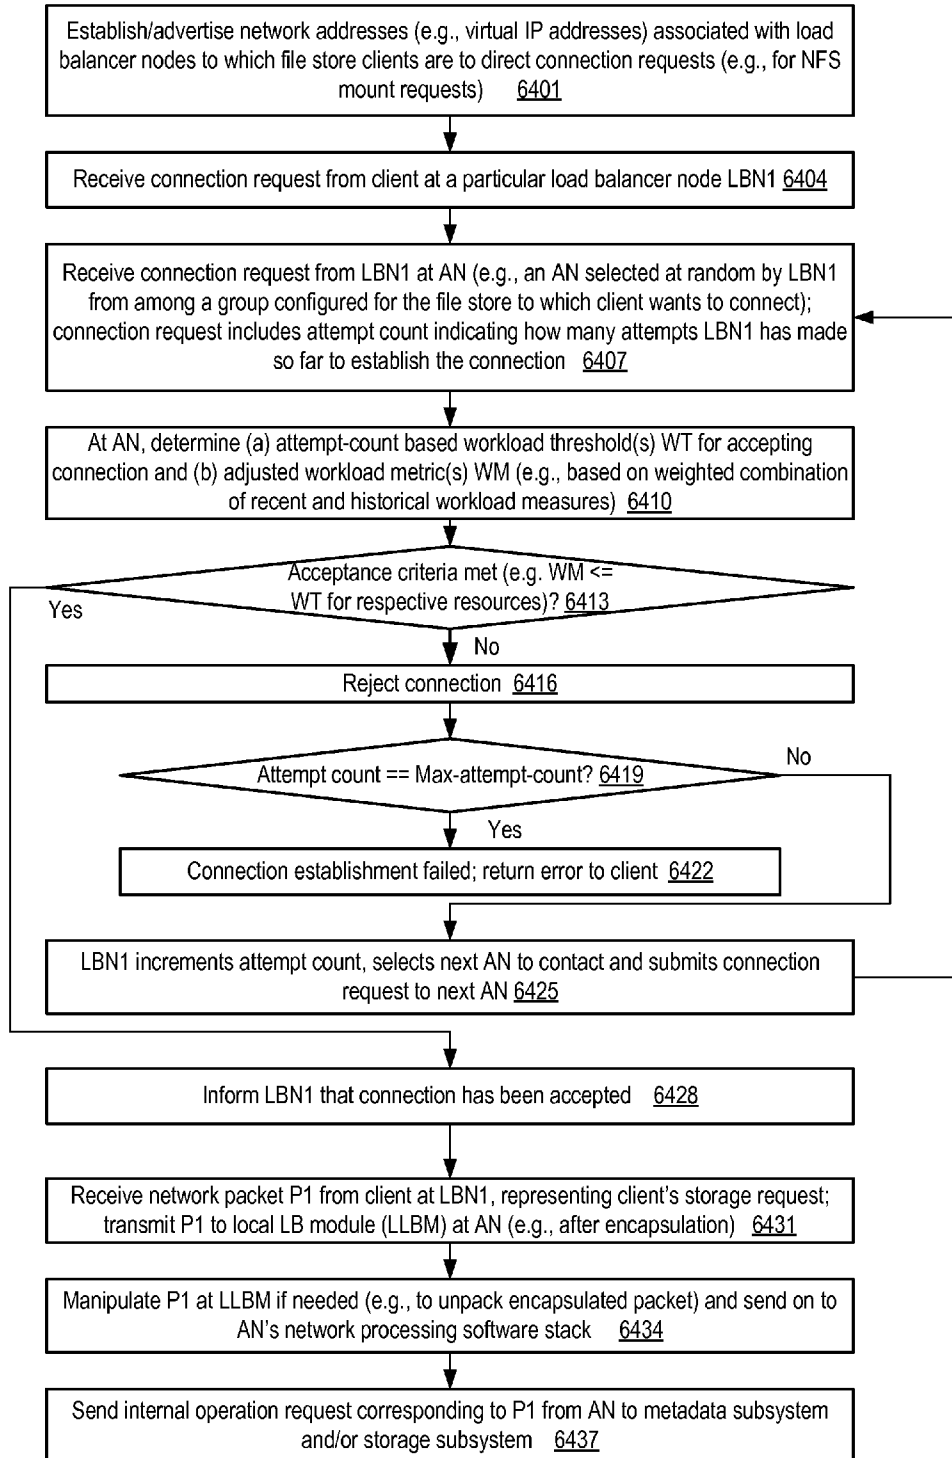 Establish/advertise network addresses (e.g., virtual IP addresses) associated with load
balancer nodes to which file store clients are to direct connection requests (e.g., for NFS
mount requests) 6401
Receive connection request from client at a particular load balancer node LBN1 6404
Receive connection request from LBN1 at AN (e.g., an AN selected at random by LBN1
from among a group configured for the file store to which client wants to connect);
connection request includes attempt count indicating how many attempts LBN1 has made
so far to establish the connection 6407
At AN, determine (a) attempt-count based workload threshold(s) WT for accepting
connection and (b) adjusted workload metric(s) WM (e.g., based on weighted combination
of recent and historical workload measures) 6410
Acceptance criteria met (e.g. WM <=
WT for respective resources)? 6413
Yes
No
Reject connection 6416
Attempt count == Max-attempt-count? 6419
No
Yes
Connection establishment failed; return error to client 6422
LBN1 increments attempt count, selects next AN to contact and submits connection
request to next AN 6425
Inform LBN1 that connection has been accepted 6428
Receive network packet P1 from client at LBN1, representing client's storage request;
transmit P1 to local LB module (LLBM) at AN (e.g., after encapsulation) 6431
Manipulate P1 at LLBM if needed (e.g., to unpack encapsulated packet) and send on to
AN's network processing software stack 6434
Send internal operation request corresponding to P1 from AN to metadata subsystem
and/or storage subsystem 6437